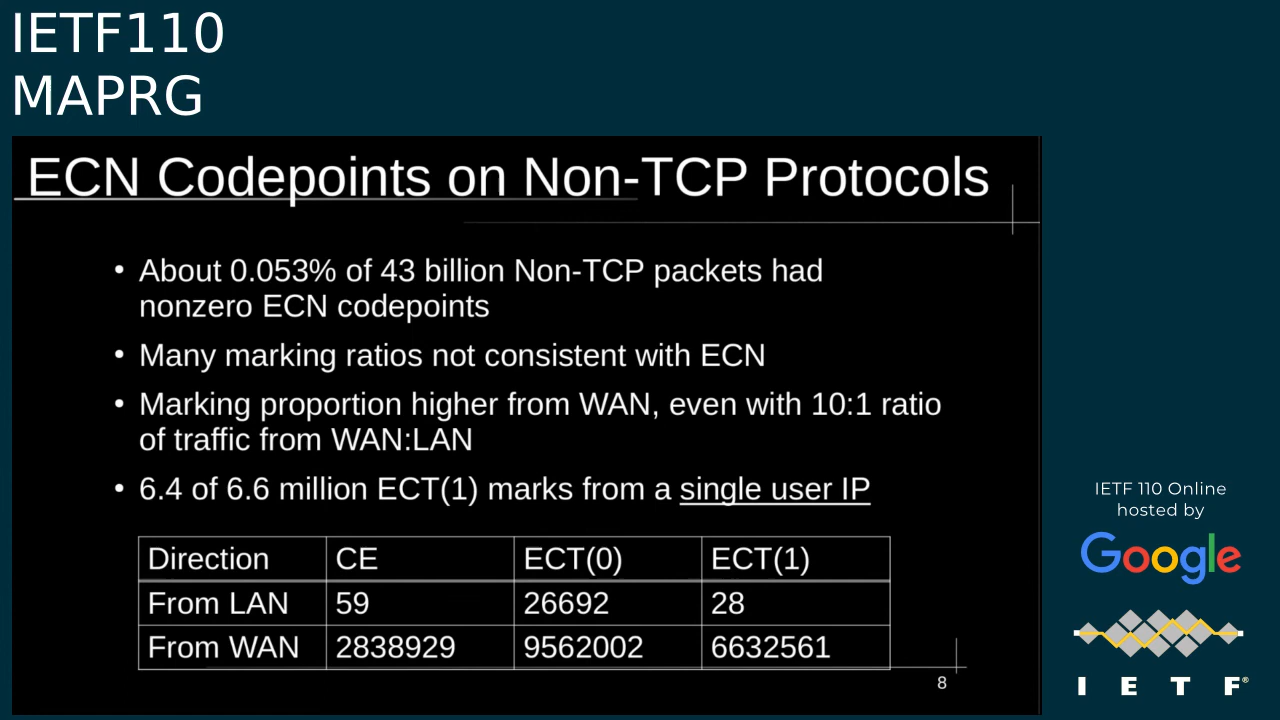 IETF110
MAPRG
ECN Codepoints on Non-TCP Protocols
• About 0.053% of 43 billion Non-TCP packets had
nonzero ECN codepoints
• Many marking ratios not consistent with ECN
• Marking proportion higher from WAN, even with 10:1 ratio
of traffic from WAN:LAN
• 6.4 of 6.6 million ECT(1) marks from a single user IP
Direction CE ECT(0) ECT(1)
From LAN 59 26692 28
From WAN 2838929 9562002 6632561
8
IETF 110 Online
hosted by
Google
I E T F®